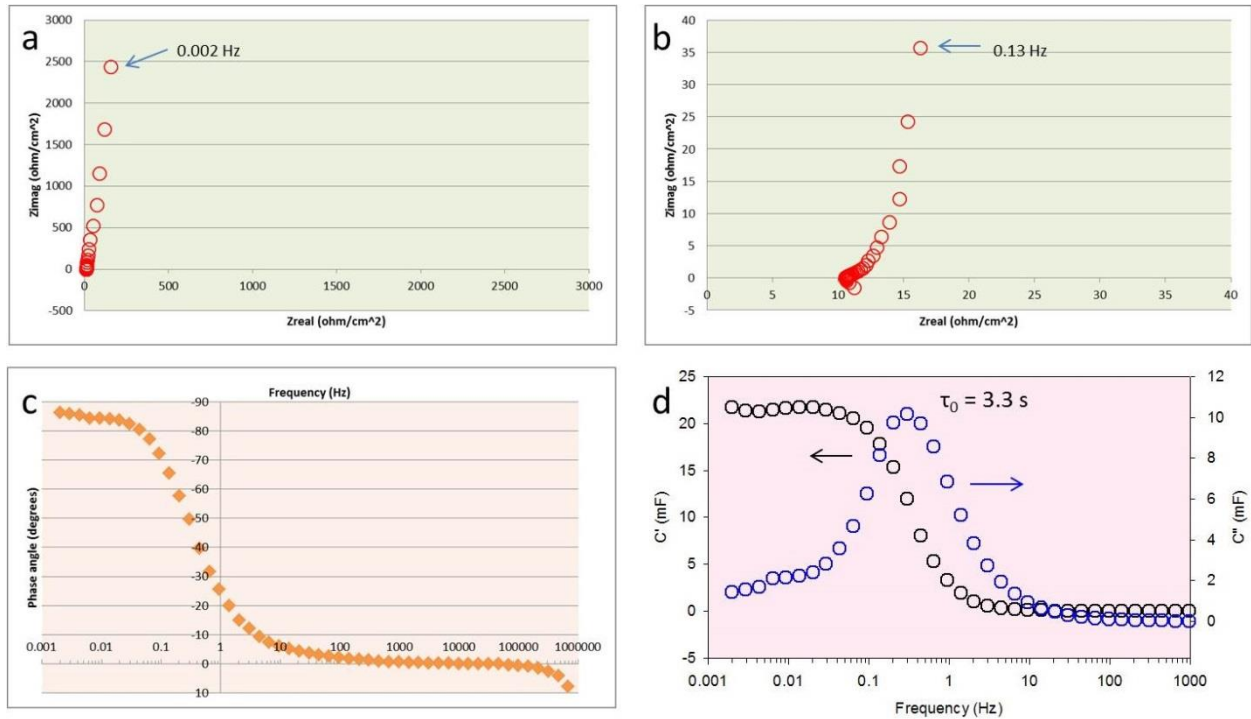 a
3000
2500
2000
1500
1000
500
0
-500
0 500 1000 1500 2000 2500 3000
Zimag (ohm/cm^2)
Zreal (ohm/cm^2)
0.002 Hz
b
40
35
30
25
20
15
10
5
0
-5
0 5 10 15 20 25 30 35 40
Zimag (ohm/cm^2)
Zreal (ohm/cm^2)
0.13 Hz
c
Frequency (Hz)
-90
-80
-70
-60
-50
-40
-30
-20
-10
0
10
0.001 0.01 0.1 1 10 100 1000 10000 100000 1000000
Phase angle (degrees)
d
τ0 = 3.3 s
25
20
15
10
5
0
-5
C' (mF)
12
10
8
6
4
2
0
C" (mF)
0.001 0.01 0.1 1 10 100 1000
Frequency (Hz)